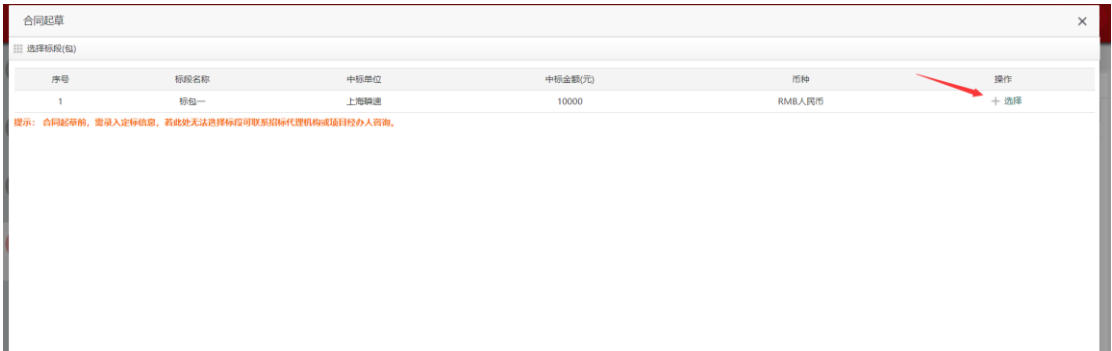 合同起草
选择标段(包)
序号 标段名称 中标单位 中标金额(元) 币种 操作
1 标包一 上海瞬速 10000 RMB人民币 选择
提示： 合同起草前，需录入定标信息，若此处无法选择标段可联系招标代理机构或项目经办人咨询。